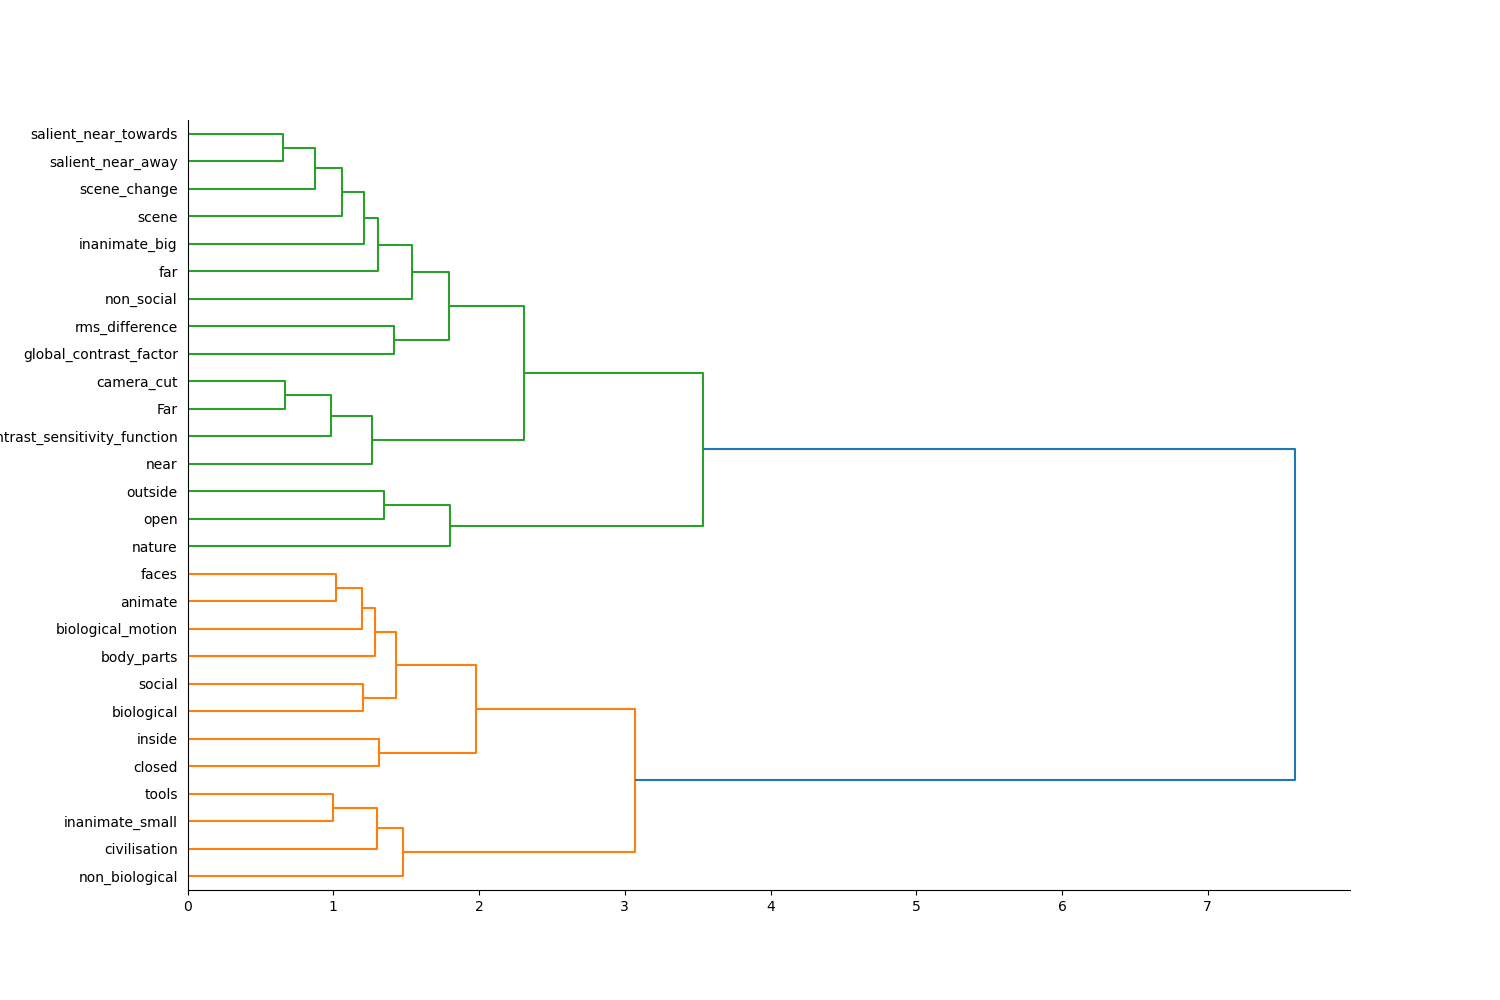 salient_near_towards
salient_near_away
scene_change
scene
inanimate_big
far
non_social
rms_difference
global_contrast_factor
camera_cut
Far
ntrast_sensitivity_function
near
outside
open
nature
faces
animate
biological_motion
body_parts
social
biological
inside
closed
tools
inanimate_small
civilisation
non_biological
0 1 2 3 4 5 6 7